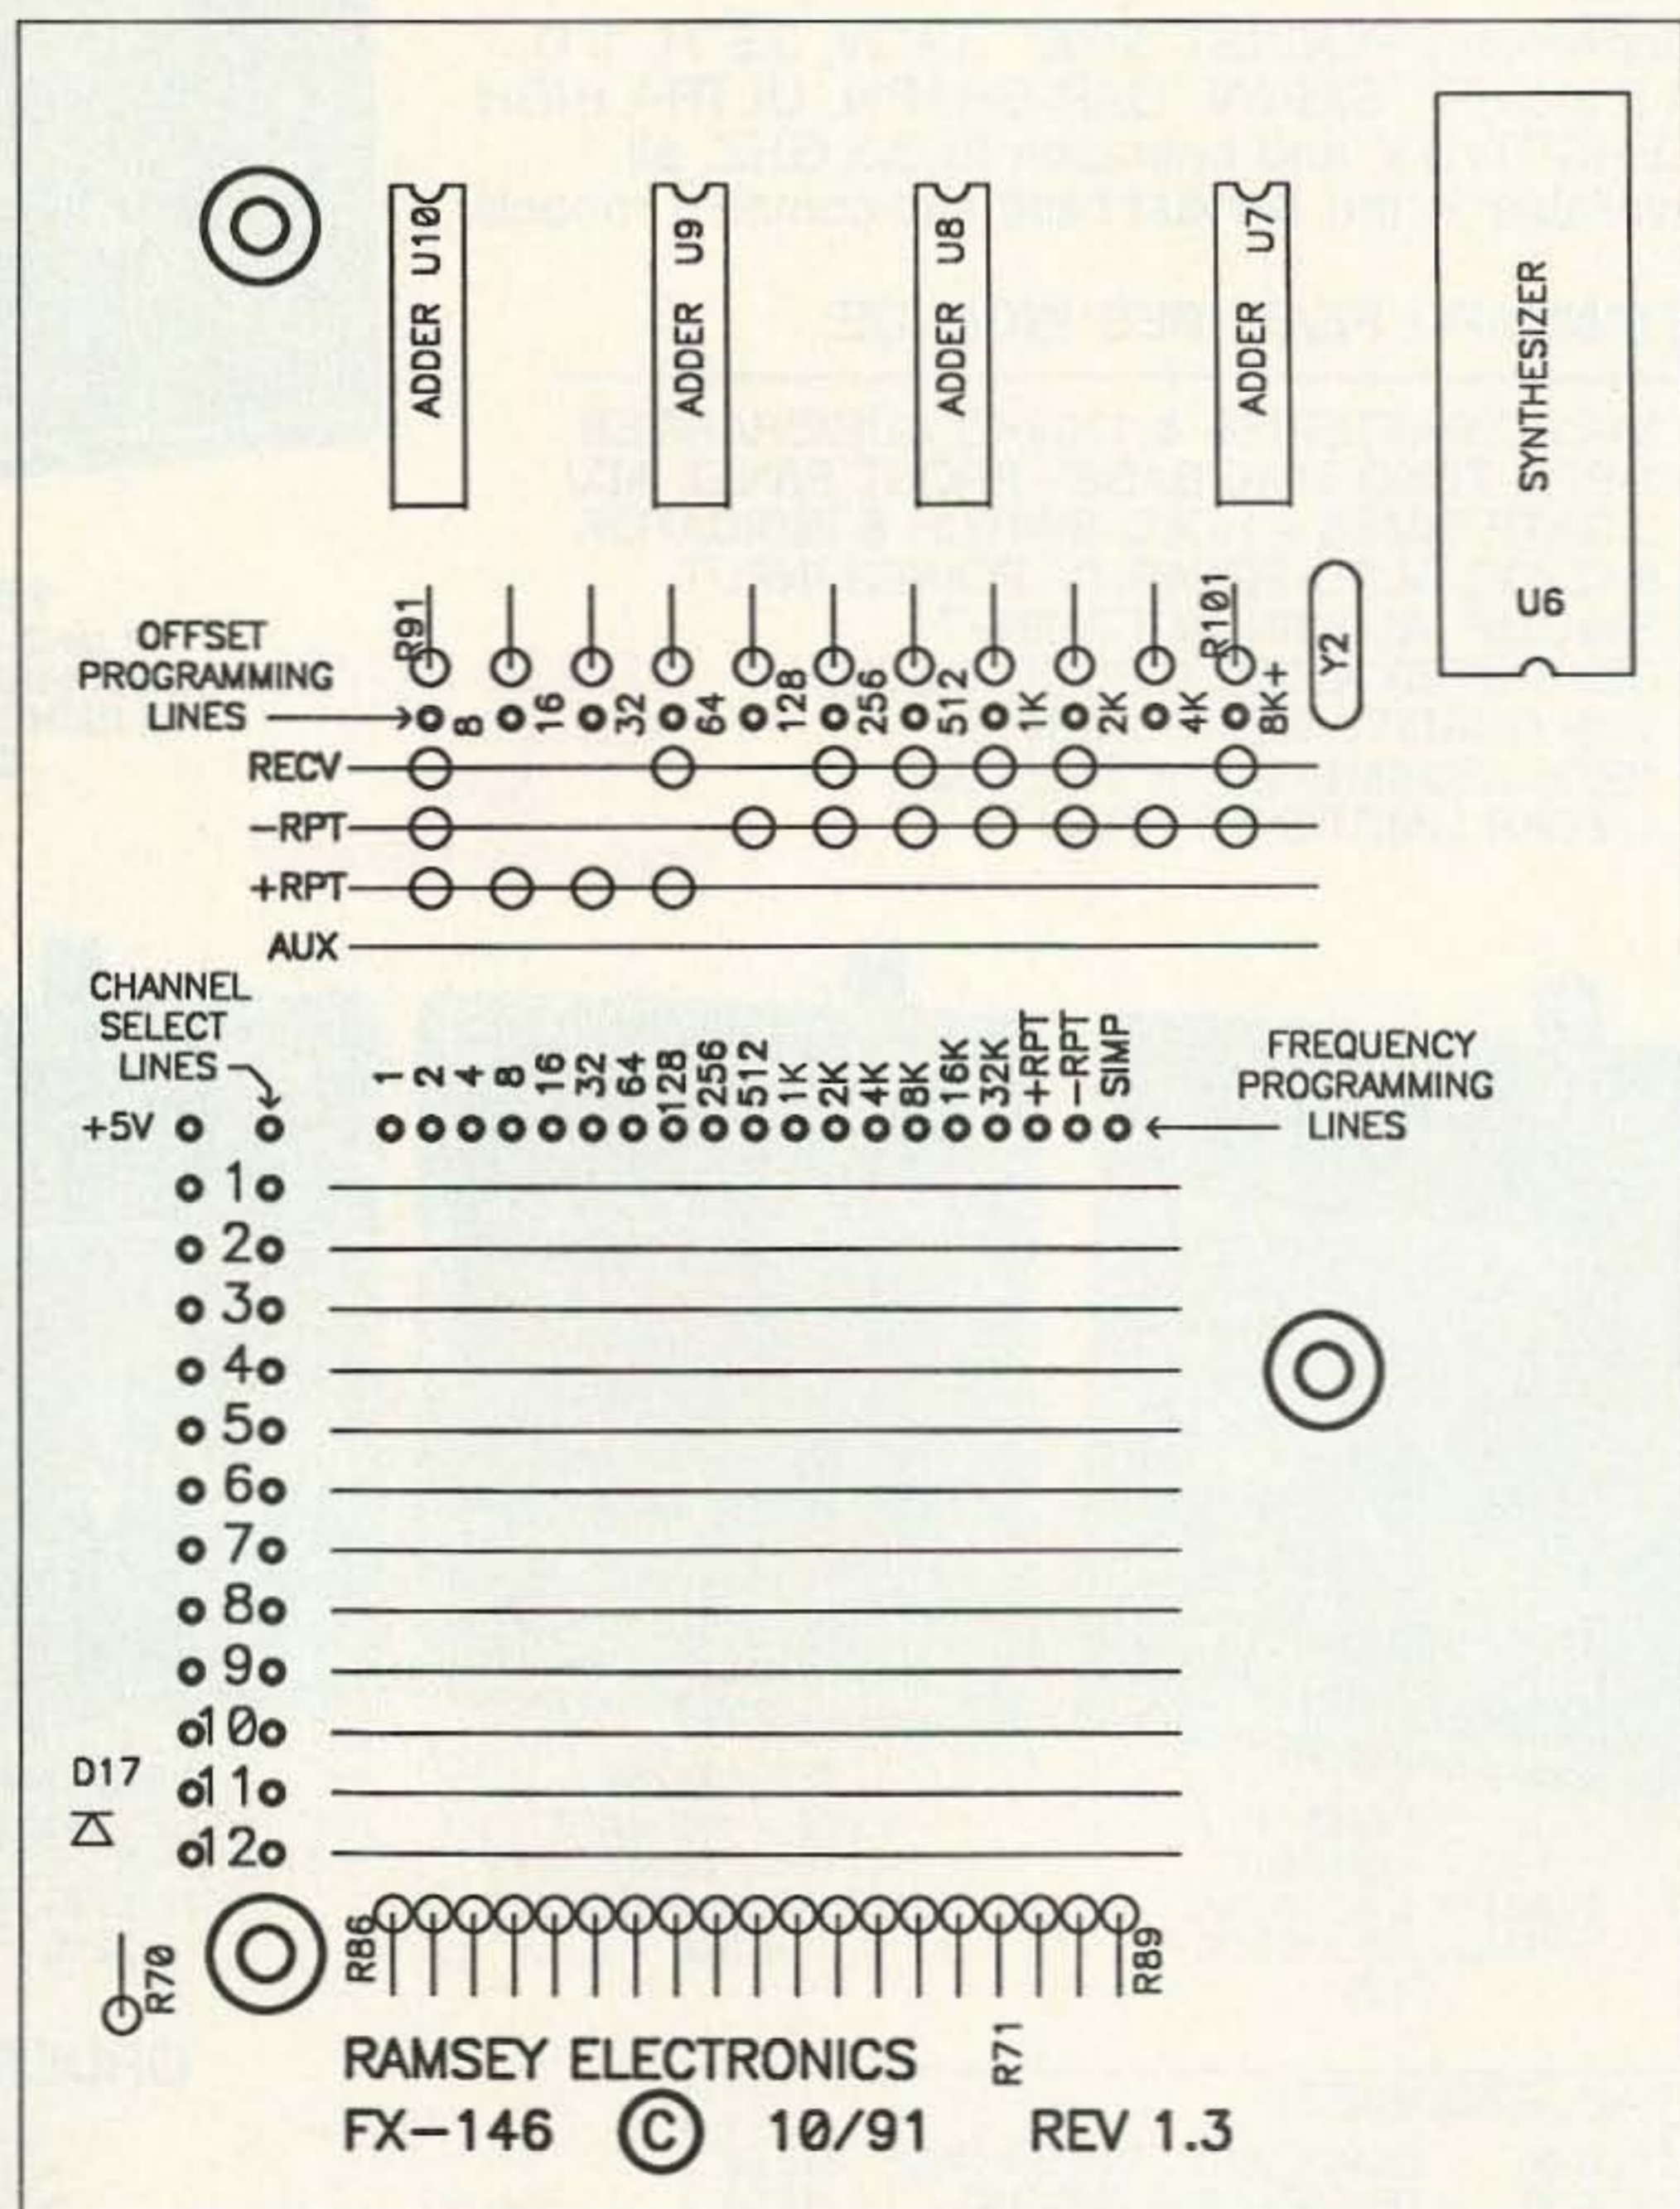 ADDER U10
ADDER U9
ADDER U8
ADDER U7
SYNTHESIZER
U6
OFFSET
PROGRAMMING
LINES
R91
R101
Y2
8
16
32
64
128
256
512
1K
2K
4K
8K+
RECV
-RPT
+RPT
AUX
CHANNEL
SELECT
LINES
+5V
1
2
4
8
16
32
64
128
256
512
1K
2K
4K
8K
16K
32K
+RPT
-RPT
SIMP
FREQUENCY
PROGRAMMING
LINES
1
2
3
4
5
6
7
8
9
10
11
12
D17
R70
R86
R89
R71
RAMSEY ELECTRONICS
FX-146 © 10/91 REV 1.3